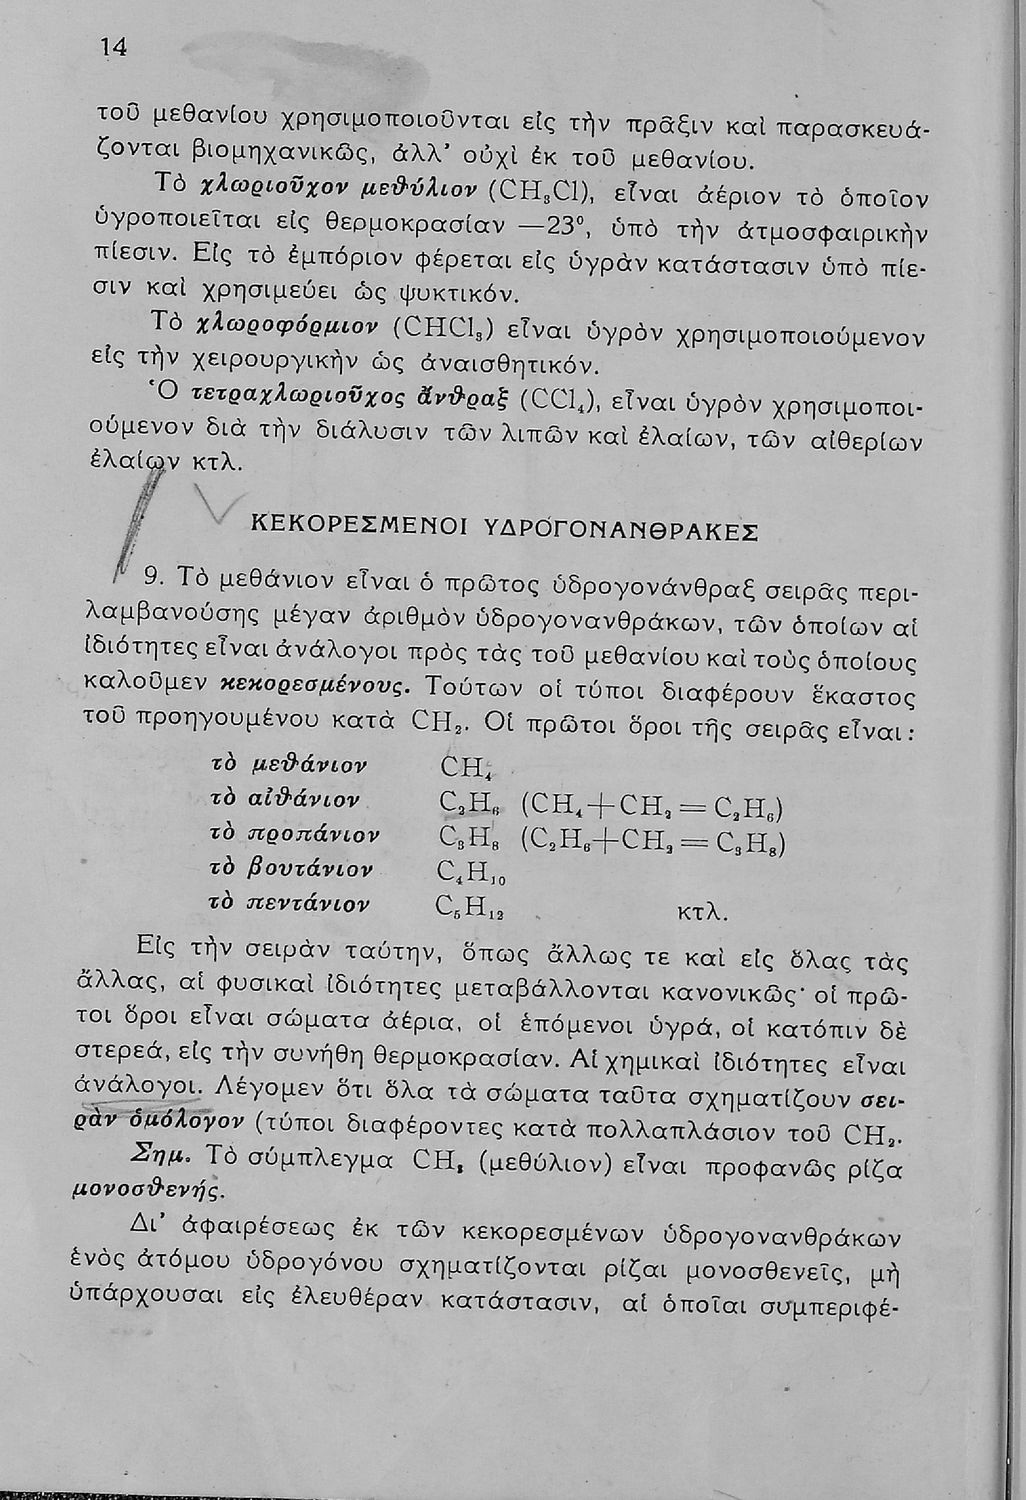 14
τοῦ μεθανίου χρησιμοποιοῦνται εἰς τὴν πρᾶξιν καὶ παρασκευά-
ζονται βιομηχανικῶς, ἀλλ’ οὐχὶ ἐκ τοῦ μεθανίου.
Τὸ χλωριοῦχον μεθύλιον (CH₃Cl), εἶναι ἀέριον τὸ ὁποῖον
ὑγροποιεῖται εἰς θερμοκρασίαν —23°, ὑπὸ τὴν ἀτμοσφαιρικὴν
πίεσιν. Εἰς τὸ ἐμπόριον φέρεται εἰς ὑγρὰν κατάστασιν ὑπὸ πίε-
σιν καὶ χρησιμεύει ὡς ψυκτικόν.
Τὸ χλωροφόρμιον (CHCl₃) εἶναι ὑγρὸν χρησιμοποιούμενον
εἰς τὴν χειρουργικὴν ὡς ἀναισθητικόν.
Ὁ τετραχλωριοῦχος ἄνθραξ (CCl₄), εἶναι ὑγρὸν χρησιμοποι-
ούμενον διὰ τὴν διάλυσιν τῶν λιπῶν καὶ ἐλαίων, τῶν αἰθερίων
ἐλαίων κτλ.
ΚΕΚΟΡΕΣΜΕΝΟΙ ΥΔΡΟΓΟΝΑΝΘΡΑΚΕΣ
9. Τὸ μεθάνιον εἶναι ὁ πρῶτος ὑδρογονάνθραξ σειρᾶς περι-
λαμβανούσης μέγαν ἀριθμὸν ὑδρογονανθράκων, τῶν ὁποίων αἱ
ἰδιότητες εἶναι ἀνάλογοι πρὸς τὰς τοῦ μεθανίου καὶ τοὺς ὁποίους
καλοῦμεν κεκορεσμένους. Τούτων οἱ τύποι διαφέρουν ἕκαστος
τοῦ προηγουμένου κατὰ CH₂. Οἱ πρῶτοι ὅροι τῆς σειρᾶς εἶναι:
τὸ μεθάνιον CH₄
τὸ αἰθάνιον C₂H₆ (CH₄+CH₂=C₂H₆)
τὸ προπάνιον C₃H₈ (C₂H₆+CH₂=C₃H₈)
τὸ βουτάνιον C₄H₁₀
τὸ πεντάνιον C₅H₁₂ κτλ.
Εἰς τὴν σειρὰν ταύτην, ὅπως ἄλλως τε καὶ εἰς ὅλας τὰς
ἄλλας, αἱ φυσικαὶ ἰδιότητες μεταβάλλονται κανονικῶς· οἱ πρῶ-
τοι ὅροι εἶναι σώματα ἀέρια, οἱ ἑπόμενοι ὑγρά, οἱ κατόπιν δὲ
στερεά, εἰς τὴν συνήθη θερμοκρασίαν. Αἱ χημικαὶ ἰδιότητες εἶναι
ἀνάλογοι. Λέγομεν ὅτι ὅλα τὰ σώματα ταῦτα σχηματίζουν σει-
ρὰν ὁμόλογον (τύποι διαφέροντες κατὰ πολλαπλάσιον τοῦ CH₂.
Σημ. Τὸ σύμπλεγμα CH₃ (μεθύλιον) εἶναι προφανῶς ρίζα
μονοσθενής.
Δι’ ἀφαιρέσεως ἐκ τῶν κεκορεσμένων ὑδρογονανθράκων
ἑνὸς ἀτόμου ὑδρογόνου σχηματίζονται ρίζαι μονοσθενεῖς, μὴ
ὑπάρχουσαι εἰς ἐλευθέραν κατάστασιν, αἱ ὁποῖαι συμπεριφέ-